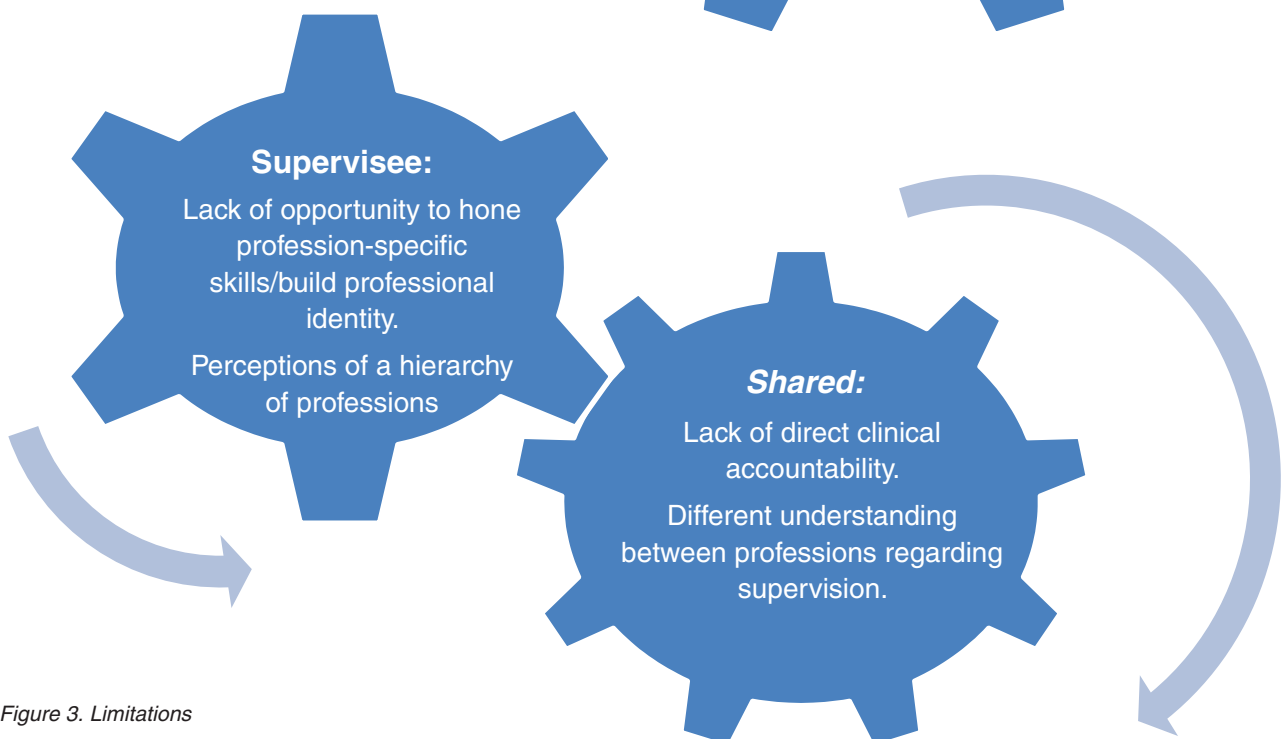 Supervisee:
Lack of opportunity to hone
profession-specific
skills/build professional
identity.
Perceptions of a hierarchy
of professions
Shared:
Lack of direct clinical
accountability.
Different understanding
between professions regarding
supervision.
Figure 3. Limitations